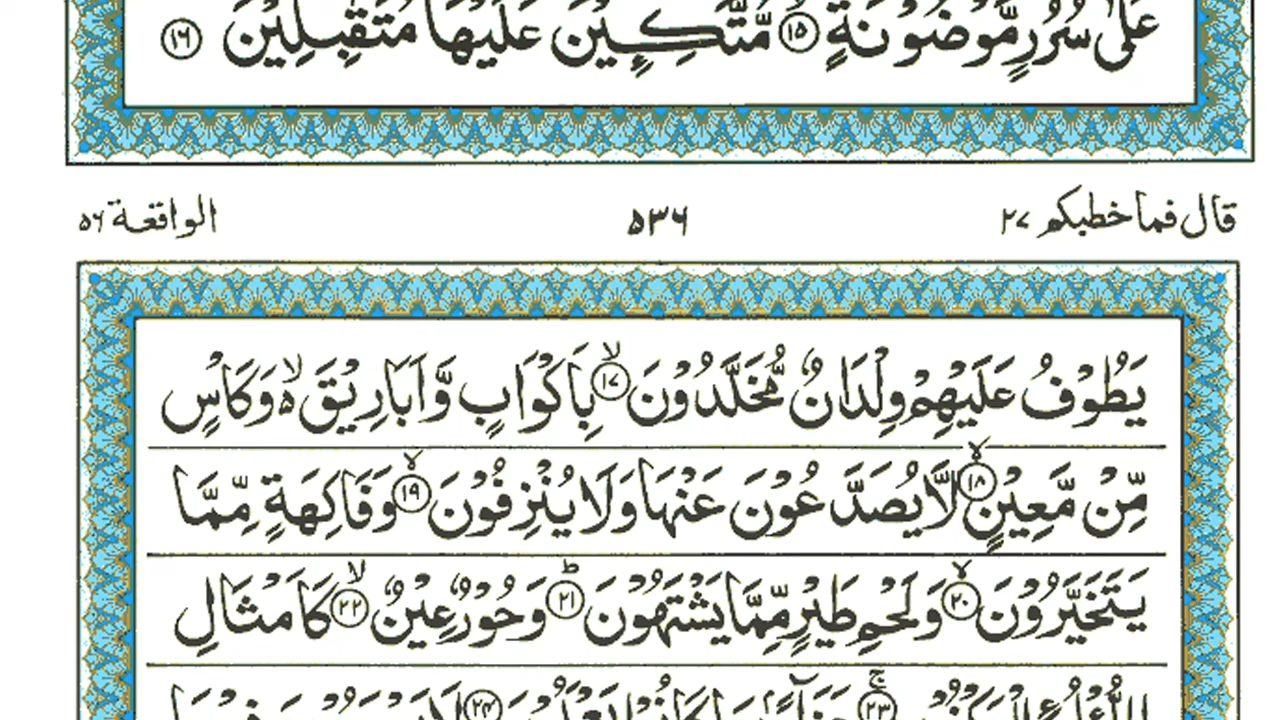 عَلٰى سُرُرٍ مَّوْضُوْنَةٍ ۝۱۵ مُّتَّكِـِٕيْنَ عَلَيْهَا مُتَقٰبِلِيْنَ ۝۱۶
قال فما خطبكم ۲۷ ۵۳۶ الواقعة ۵۶
يَطُوْفُ عَلَيْهِمْ وِلْدَانٌ مُّخَلَّدُوْنَ ۝۱۷ۙ بِاَكْوَابٍ وَّاَبَارِيْقَ ۙ۬ وَكَاْسٍ
مِّنْ مَّعِيْنٍ ۝۱۸ۙ لَّا يُصَدَّعُوْنَ عَنْهَا وَلَا يُنْزِفُوْنَ ۝۱۹ۙ وَفَاكِهَةٍ مِّمَّا
يَتَخَيَّرُوْنَ ۝۲۰ۙ وَلَحْمِ طَيْرٍ مِّمَّا يَشْتَهُوْنَ ۝۲۱ؕ وَحُوْرٌ عِيْنٌ ۝۲۲ۙ كَاَمْثَالِ